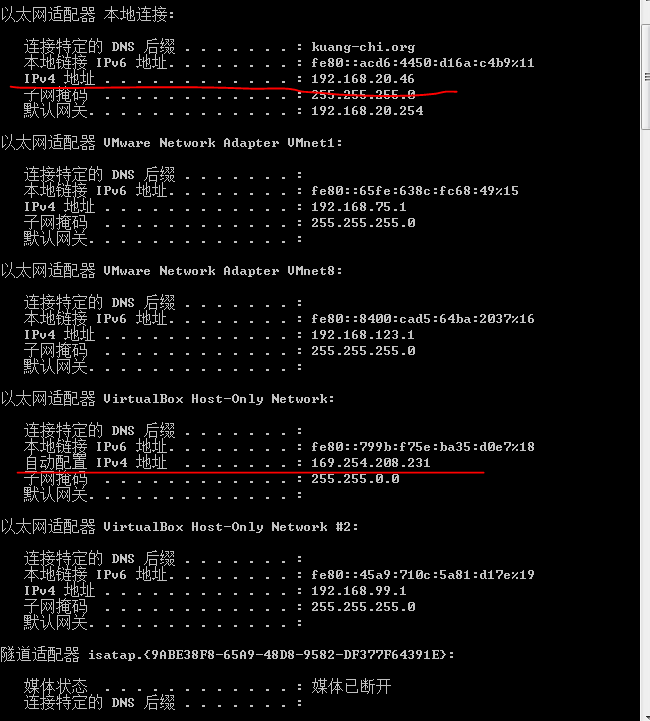 以太网适配器 本地连接:
连接特定的 DNS 后缀 . . . . . . . : kuang-chi.org
本地链接 IPv6 地址. . . . . . . . : fe80::acd6:4450:d16a:c4b9%11
IPv4 地址 . . . . . . . . . . . . : 192.168.20.46
子网掩码 . . . . . . . . . . . . : 255.255.255.0
默认网关. . . . . . . . . . . . . : 192.168.20.254
以太网适配器 VMware Network Adapter VMnet1:
连接特定的 DNS 后缀 . . . . . . . :
本地链接 IPv6 地址. . . . . . . . : fe80::65fe:638c:fc68:49%15
IPv4 地址 . . . . . . . . . . . . : 192.168.75.1
子网掩码 . . . . . . . . . . . . : 255.255.255.0
默认网关. . . . . . . . . . . . . :
以太网适配器 VMware Network Adapter VMnet8:
连接特定的 DNS 后缀 . . . . . . . :
本地链接 IPv6 地址. . . . . . . . : fe80::8400:cad5:64ba:2037%16
IPv4 地址 . . . . . . . . . . . . : 192.168.123.1
子网掩码 . . . . . . . . . . . . : 255.255.255.0
默认网关. . . . . . . . . . . . . :
以太网适配器 VirtualBox Host-Only Network:
连接特定的 DNS 后缀 . . . . . . . :
本地链接 IPv6 地址. . . . . . . . : fe80::799b:f75e:ba35:d0e7%18
自动配置 IPv4 地址 . . . . . . . : 169.254.208.231
子网掩码 . . . . . . . . . . . . : 255.255.0.0
默认网关. . . . . . . . . . . . . :
以太网适配器 VirtualBox Host-Only Network #2:
连接特定的 DNS 后缀 . . . . . . . :
本地链接 IPv6 地址. . . . . . . . : fe80::45a9:710c:5a81:d17e%19
IPv4 地址 . . . . . . . . . . . . : 192.168.99.1
子网掩码 . . . . . . . . . . . . : 255.255.255.0
默认网关. . . . . . . . . . . . . :
隧道适配器 isatap.{9ABE38F8-65A9-48D8-9582-DF377F64391E}:
媒体状态 . . . . . . . . . . . . : 媒体已断开
连接特定的 DNS 后缀 . . . . . . . :